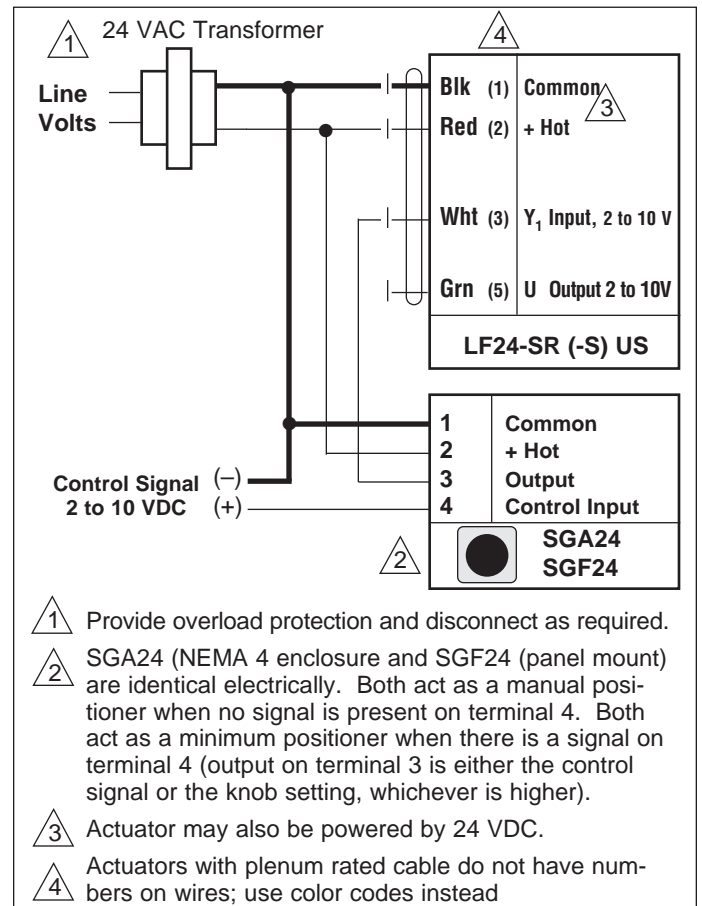 1 24 VAC Transformer
4
Line
Volts
Blk (1) Common
3
Red (2) + Hot
Wht (3) Y1 Input, 2 to 10 V
Grn (5) U Output 2 to 10V
LF24-SR (-S) US
1 Common
2 + Hot
3 Output
4 Control Input
Control Signal (–)
2 to 10 VDC (+)
2
SGA24
SGF24
1 Provide overload protection and disconnect as required.
2 SGA24 (NEMA 4 enclosure and SGF24 (panel mount)
are identical electrically. Both act as a manual posi-
tioner when no signal is present on terminal 4. Both
act as a minimum positioner when there is a signal on
terminal 4 (output on terminal 3 is either the control
signal or the knob setting, whichever is higher).
3 Actuator may also be powered by 24 VDC.
4 Actuators with plenum rated cable do not have num-
bers on wires; use color codes instead